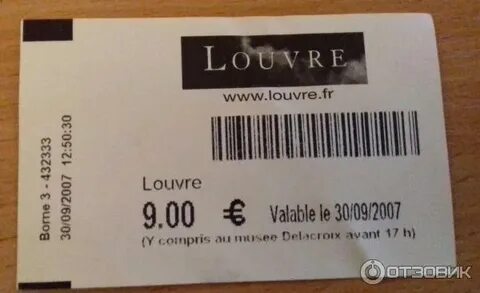 LOUVRE
www.louvre.fr
Borne 3 - 432333
30/09/2007 12:50:30
Louvre
9.00 € Valable le 30/09/2007
(Y compris au musee Delacroix avant 17 h)
ОТЗОВИК